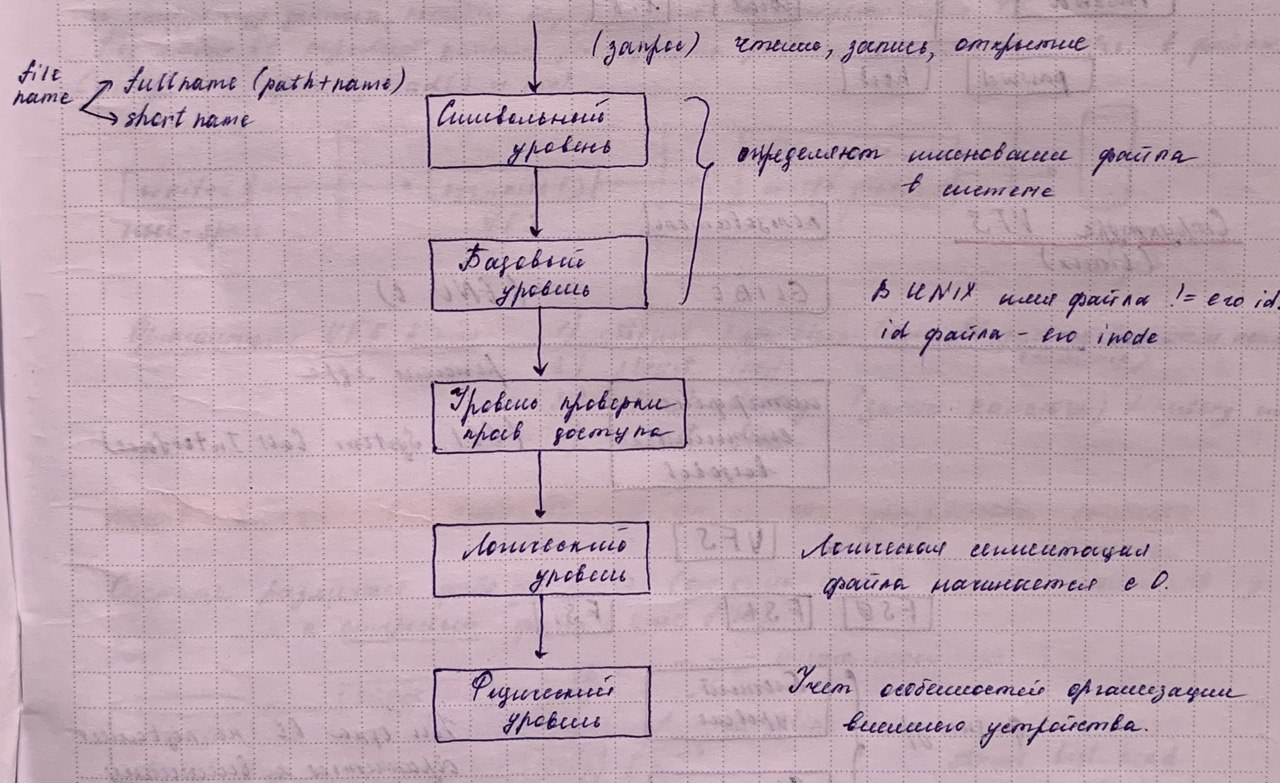 (запрос) чтение, запись, открытие
file name
fullname (path+name)
short name
Символьный
уровень
определяют именование файла
в системе
Базовый
уровень
В UNIX имя файла != его id.
id файла - его inode
Уровень проверки
прав доступа
Логический
уровень
Логическая сегментация
файла начинается с 0.
Физический
уровень
Учет особенностей организации
внешнего устройства.